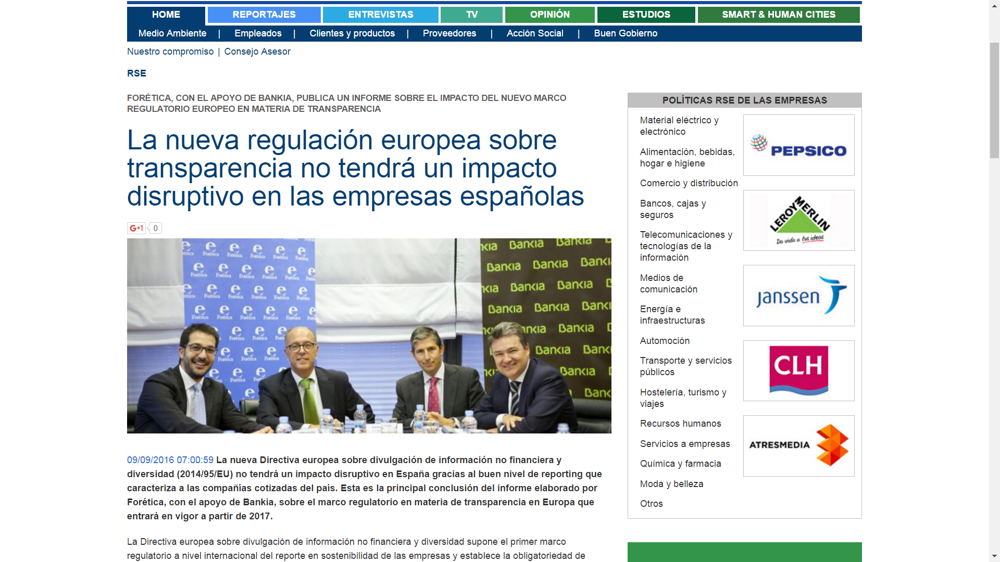 HOME REPORTAJES ENTREVISTAS TV OPINIÓN ESTUDIOS SMART & HUMAN CITIES
Medio Ambiente | Empleados | Clientes y productos | Proveedores | Acción Social | Buen Gobierno
Nuestro compromiso | Consejo Asesor
RSE
FORÉTICA, CON EL APOYO DE BANKIA, PUBLICA UN INFORME SOBRE EL IMPACTO DEL NUEVO MARCO
REGULATORIO EUROPEO EN MATERIA DE TRANSPARENCIA
La nueva regulación europea sobre
transparencia no tendrá un impacto
disruptivo en las empresas españolas
G+1 0
Forética
Bankia
09/09/2016 07:00:59 La nueva Directiva europea sobre divulgación de información no financiera y
diversidad (2014/95/EU) no tendrá un impacto disruptivo en España gracias al buen nivel de reporting que
caracteriza a las compañías cotizadas del país. Esta es la principal conclusión del informe elaborado por
Forética, con el apoyo de Bankia, sobre el marco regulatorio en materia de transparencia en Europa que
entrará en vigor a partir de 2017.
La Directiva europea sobre divulgación de información no financiera y diversidad supone el primer marco
regulatorio a nivel internacional del reporte en sostenibilidad de las empresas y establece la obligatoriedad de
POLÍTICAS RSE DE LAS EMPRESAS
Material eléctrico y
electrónico
Alimentación, bebidas,
hogar e higiene
Comercio y distribución
Bancos, cajas y
seguros
Telecomunicaciones y
tecnologías de la
información
Medios de
comunicación
Energía e
infraestructuras
Automoción
Transporte y servicios
públicos
Hostelería, turismo y
viajes
Recursos humanos
Servicios a empresas
Química y farmacia
Moda y belleza
Otros
PEPSICO
LEROY MERLIN
Da vida a tus ideas
janssen
CLH
ATRESMEDIA